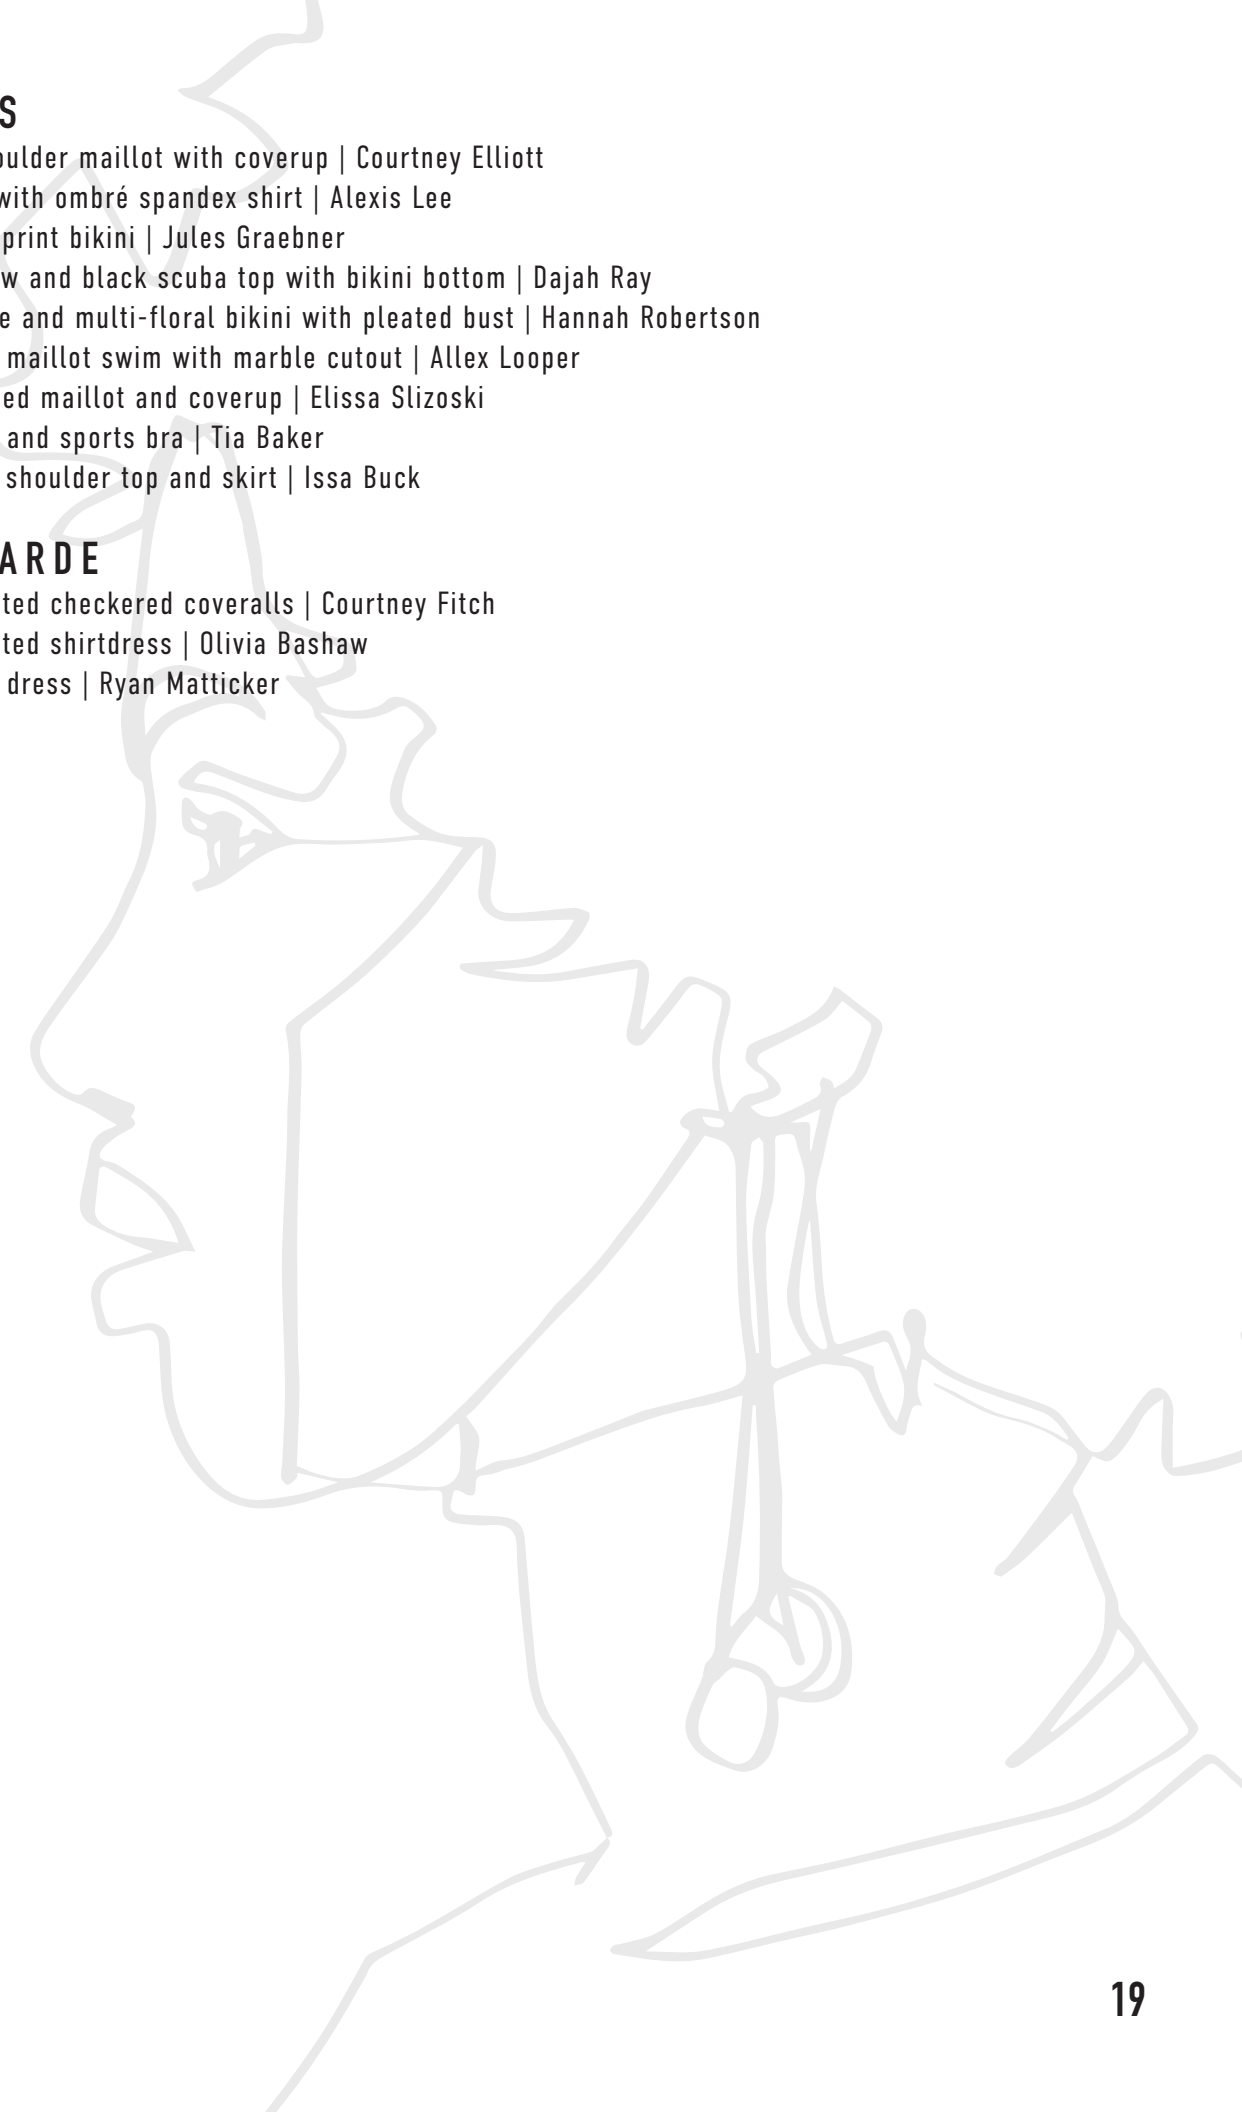 S
oulder maillot with coverup | Courtney Elliott
with ombré spandex shirt | Alexis Lee
print bikini | Jules Graebner
w and black scuba top with bikini bottom | Dajah Ray
e and multi-floral bikini with pleated bust | Hannah Robertson
maillot swim with marble cutout | Allex Looper
ed maillot and coverup | Elissa Slizoski
and sports bra | Tia Baker
shoulder top and skirt | Issa Buck
ARDE
ted checkered coveralls | Courtney Fitch
ted shirtdress | Olivia Bashaw
dress | Ryan Matticker
19